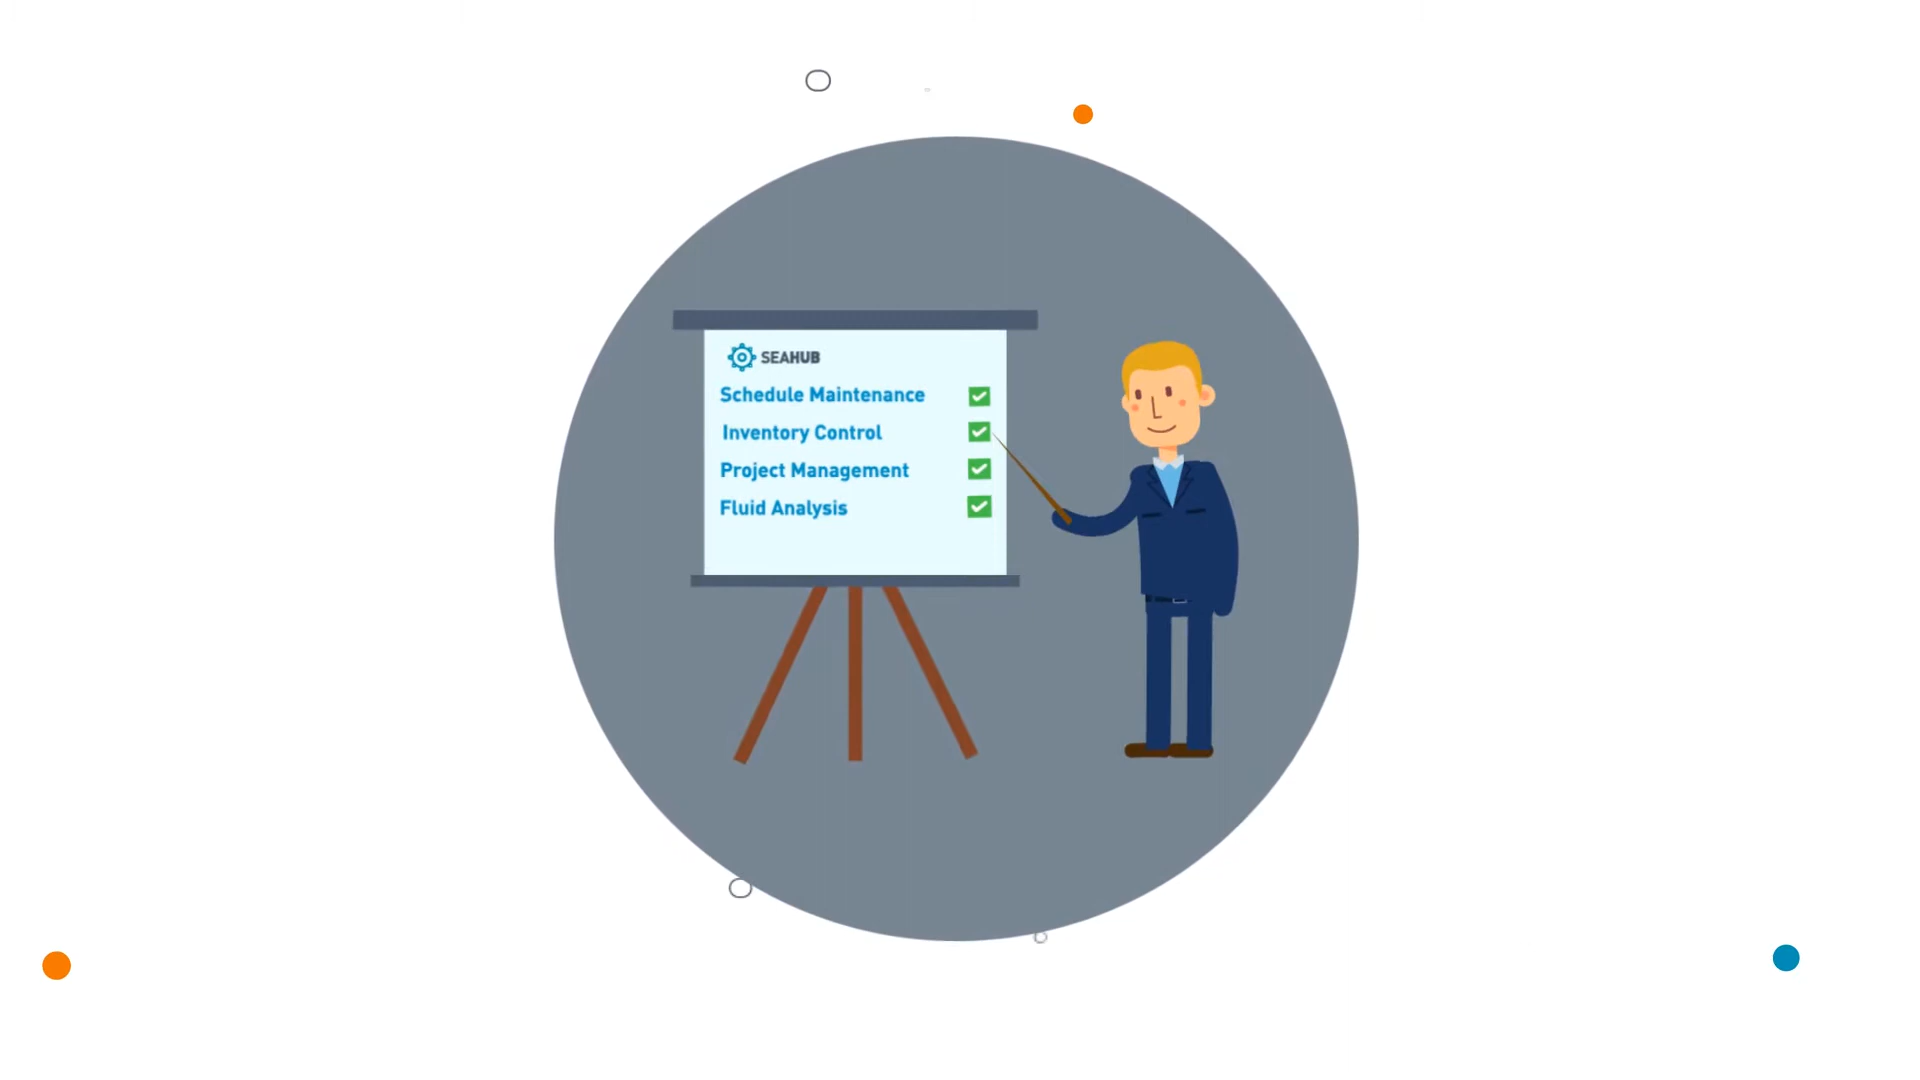 SEAHUB
Schedule Maintenance
Inventory Control
Project Management
Fluid Analysis